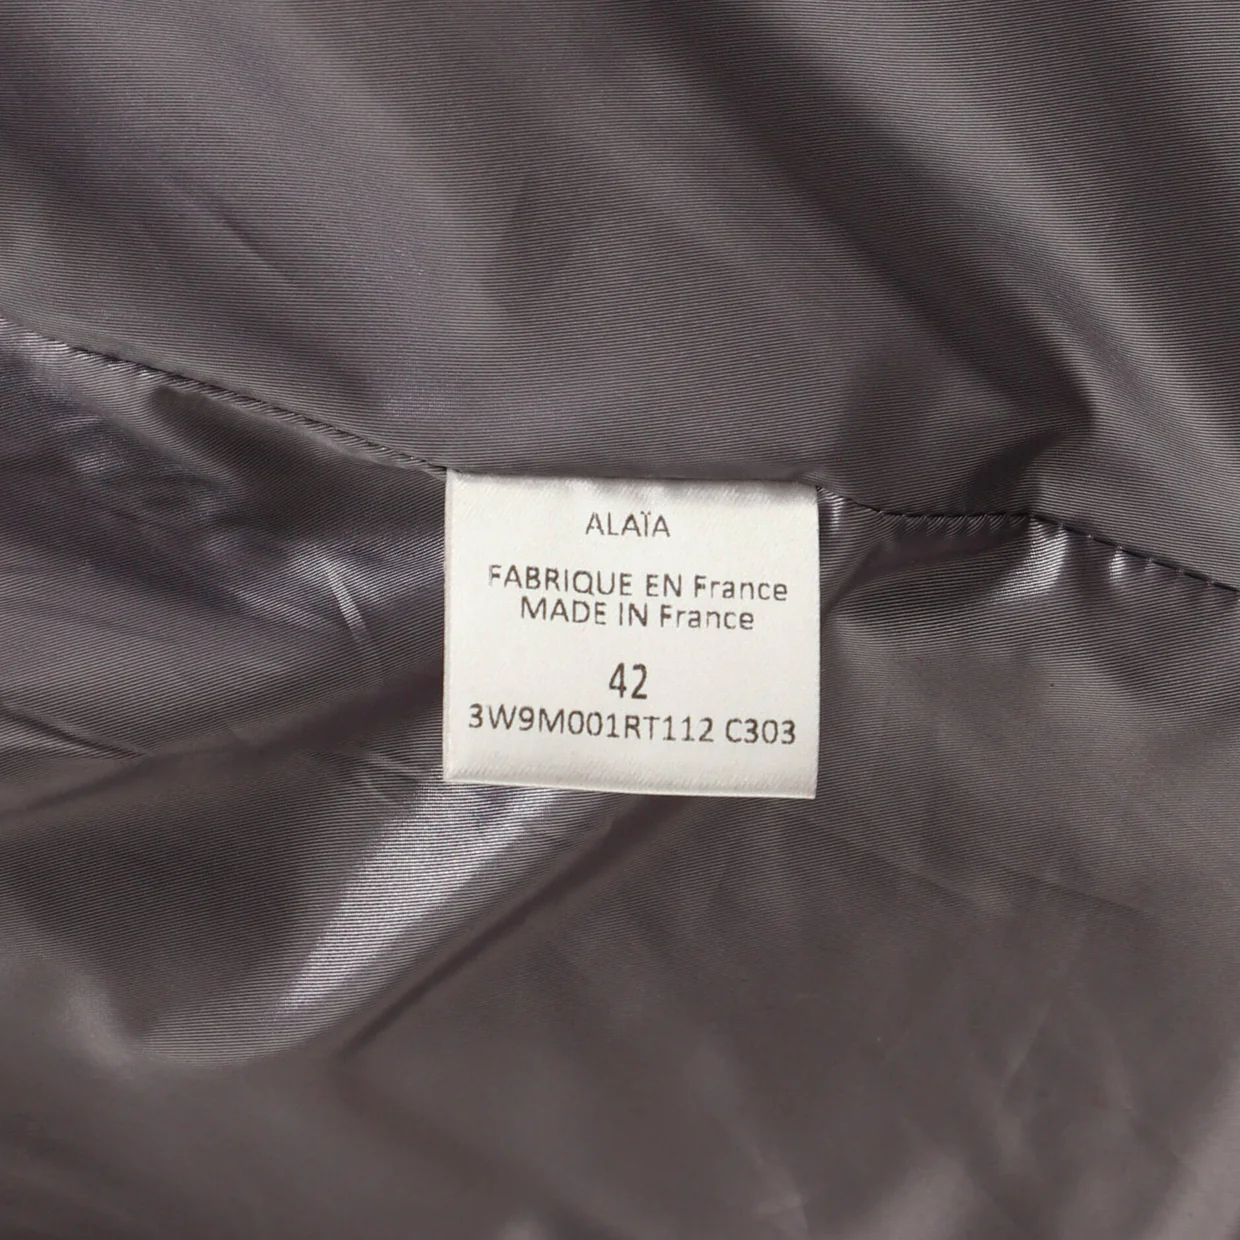 ALAÏA
FABRIQUE EN France
MADE IN France
42
3W9M001RT112 C303